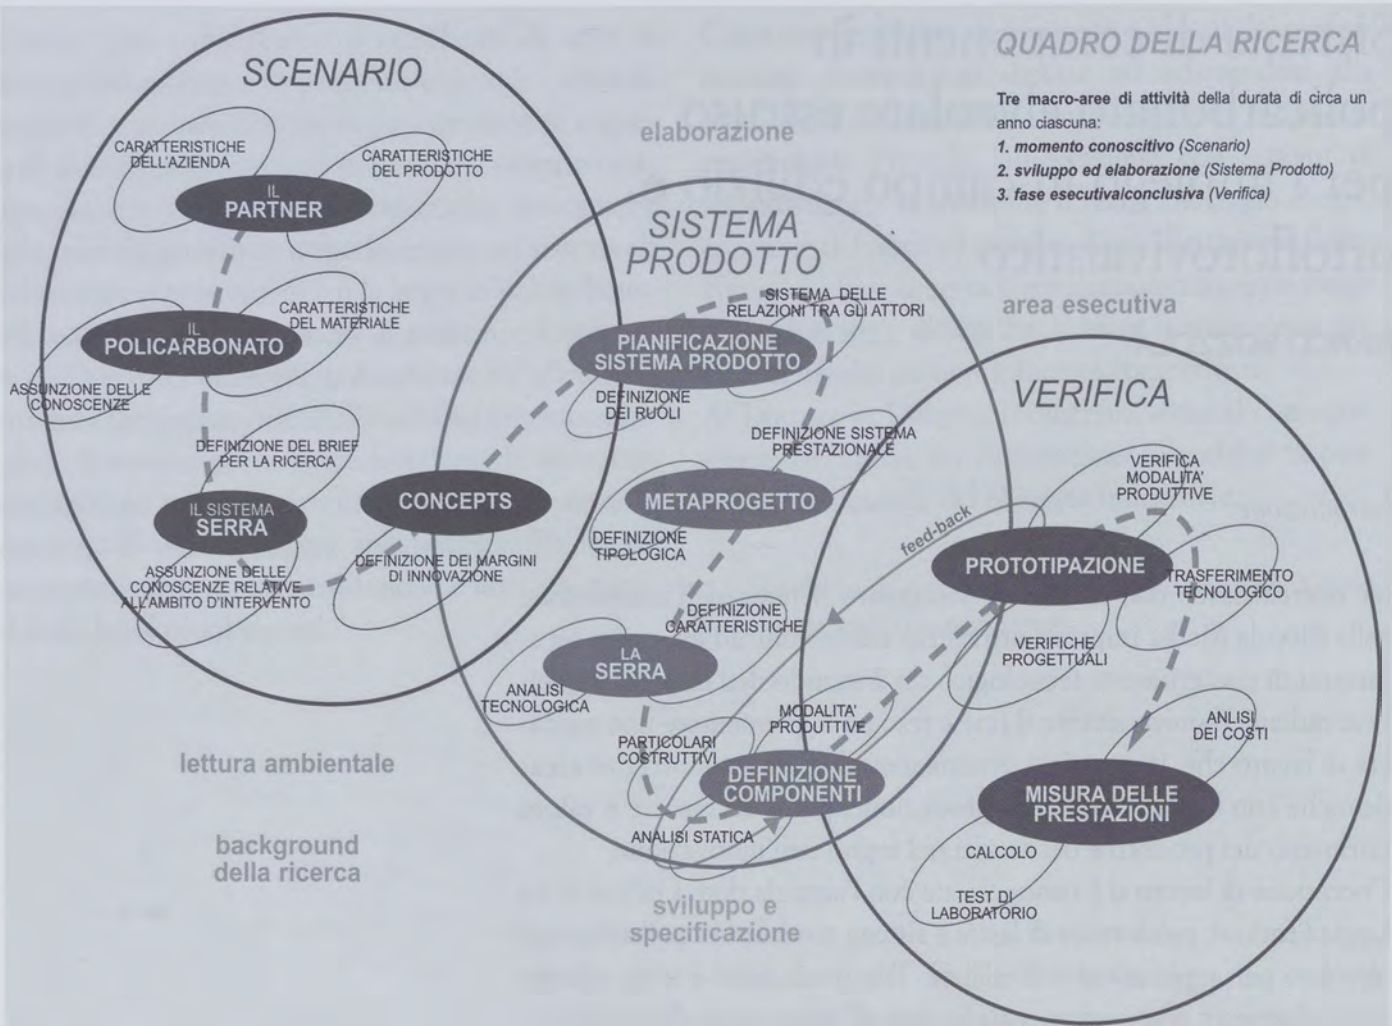 QUADRO DELLA RICERCA
Tre macro-aree di attività della durata di circa un
anno ciascuna:
1. momento conoscitivo (Scenario)
2. sviluppo ed elaborazione (Sistema Prodotto)
3. fase esecutiva-conclusiva (Verifica)
SCENARIO
CARATTERISTICHE
DELL'AZIENDA
CARATTERISTICHE
DEL PRODOTTO
IL
PARTNER
CARATTERISTICHE
DEL MATERIALE
IL
POLICARBONATO
ASSUNZIONE DELLE
CONOSCENZE
DEFINIZIONE DEL BRIEF
PER LA RICERCA
IL SISTEMA
SERRA
ASSUNZIONE DELLE
CONOSCENZE RELATIVE
ALL'AMBITO D'INTERVENTO
CONCEPTS
DEFINIZIONE DEI MARGINI
DI INNOVAZIONE
lettura ambientale
background
della ricerca
elaborazione
SISTEMA
PRODOTTO
SISTEMA DELLE
RELAZIONI TRA GLI ATTORI
PIANIFICAZIONE
SISTEMA PRODOTTO
DEFINIZIONE
DEI RUOLI
DEFINIZIONE SISTEMA
PRESTAZIONALE
METAPROGETTO
DEFINIZIONE
TIPOLOGICA
DEFINIZIONE
CARATTERISTICHE
LA
SERRA
ANALISI
TECNOLOGICA
MODALITA'
PRODUTTIVE
PARTICOLARI
COSTRUTTIVI
DEFINIZIONE
COMPONENTI
ANALISI STATICA
sviluppo e
specificazione
area esecutiva
VERIFICA
VERIFICA
MODALITA'
PRODUTTIVE
feed-back
PROTOTIPAZIONE
TRASFERIMENTO
TECNOLOGICO
VERIFICHE
PROGETTUALI
ANLISI
DEI COSTI
MISURA DELLE
PRESTAZIONI
CALCOLO
TEST DI
LABORATORIO